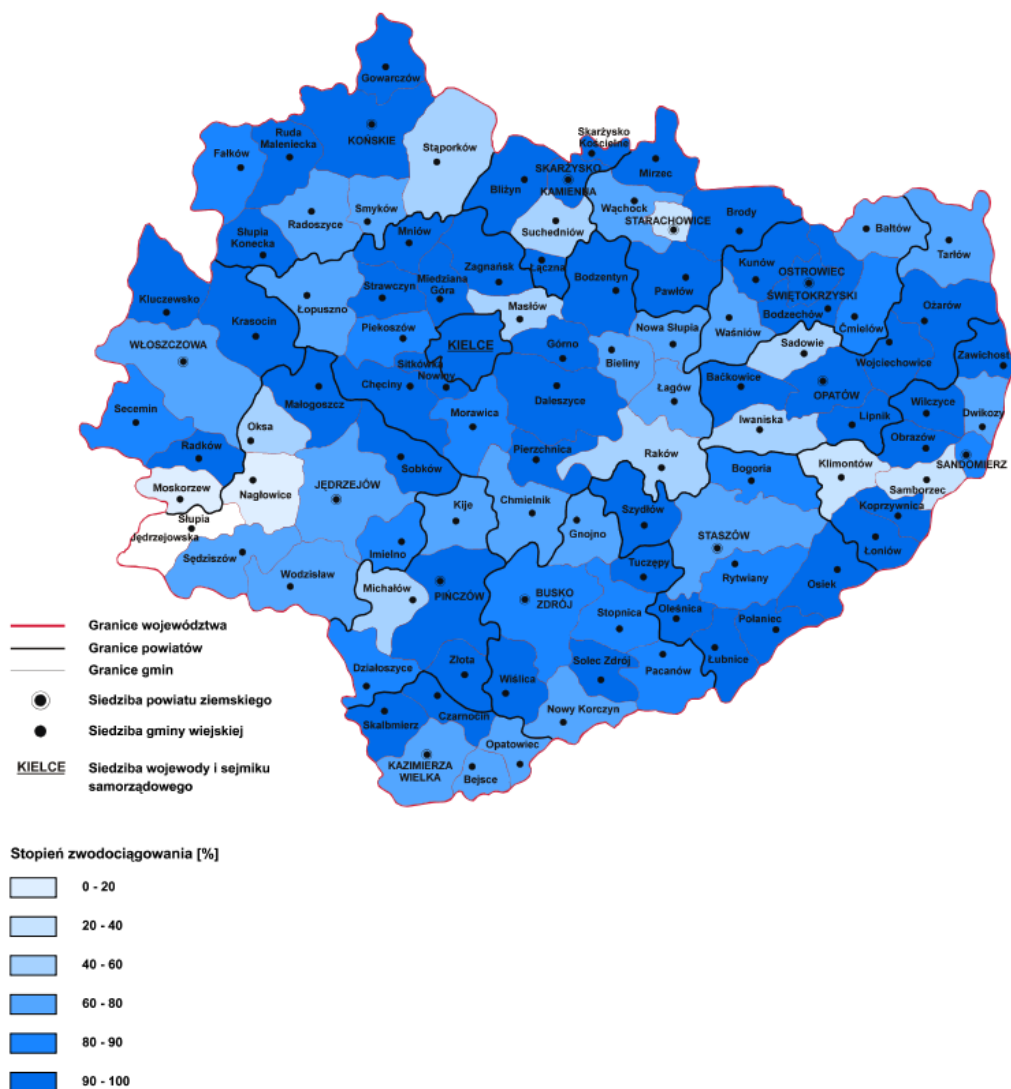 Gowarczów
KOŃSKIE
Ruda
Maleniecka
Fałków
Stąporków
Radoszyce
Smyków
Słupia
Konecka
Skarżysko
Kościelne
SKARZYSKO
KAMIENNA
Bliżyn
Mirzec
Suchedniów
Wąchock
STARACHOWICE
Brody
Bałtów
Tarłów
Mniów
Zagnańsk
Łączna
Bodzentyn
Pawłów
Kunów
OSTROWIEC
ŚWIĘTOKRZYSKI
Bodzechów
Ćmielów
Ożarów
Kluczewsko
Krasocin
Łopuszno
Strawczyn
Miedziana
Góra
Masłów
Piekoszów
KIELCE
Górno
Bieliny
Nowa Słupia
Waśniów
Sadowie
Wojciechowice
Zawichost
WŁOSZCZOWA
Sitkówka
Nowiny
Chęciny
Daleszyce
Łagów
Baćkowice
OPATÓW
Lipnik
Wilczyce
Dwikozy
Secemin
Małogoszcz
Oksa
Morawica
Iwaniska
Obrazów
SANDOMIERZ
Radków
Sobków
Pierzchnica
Raków
Klimontów
Samborzec
Moskorzew
Nagłowice
JĘDRZEJÓW
Bogoria
Koprzywnica
Słupia
Jędrzejowska
Kije
Chmielnik
Gnojno
Szydłów
STASZÓW
Łoniów
Sędziszów
Imielno
Tuczępy
Rytwiany
Osiek
Wodzisław
Michałów
PIŃCZÓW
BUSKO
ZDRÓJ
Stopnica
Oleśnica
Połaniec
Łubnice
Działoszyce
Złota
Wiślica
Solec Zdrój
Pacanów
Skalbmierz
Czarnocin
Nowy Korczyn
KAZIMIERZA
WIELKA
Opatowiec
Bejsce
Granice województwa
Granice powiatów
Granice gmin
Siedziba powiatu ziemskiego
Siedziba gminy wiejskiej
KIELCE Siedziba wojewody i sejmiku
samorządowego
Stopień zwodociągowania [%]
0 - 20
20 - 40
40 - 60
60 - 80
80 - 90
90 - 100